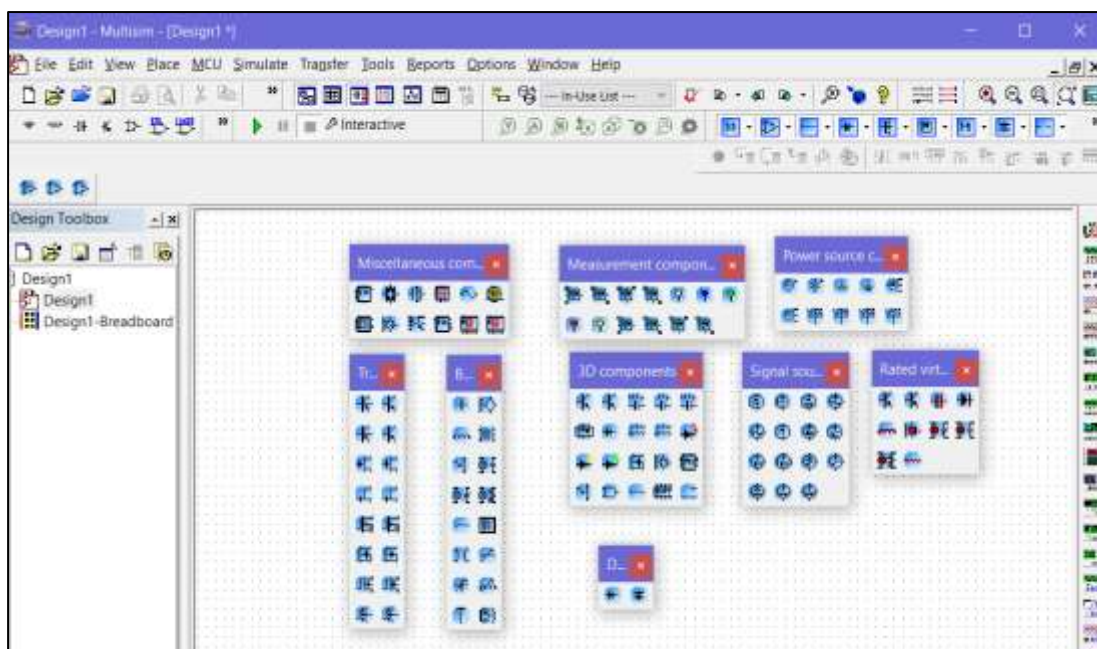 Design1 - Multisim - [Design1 *]
File Edit View Place MCU Simulate Transfer Tools Reports Options Window Help
--- In-Use List ---
Interactive
Design Toolbox
Design1
Design1
Design1-Breadboard
Miscellaneous com...
Measurement compon...
Power source c...
Tr...
B...
3D components
Signal sou...
Rated virt...
D...